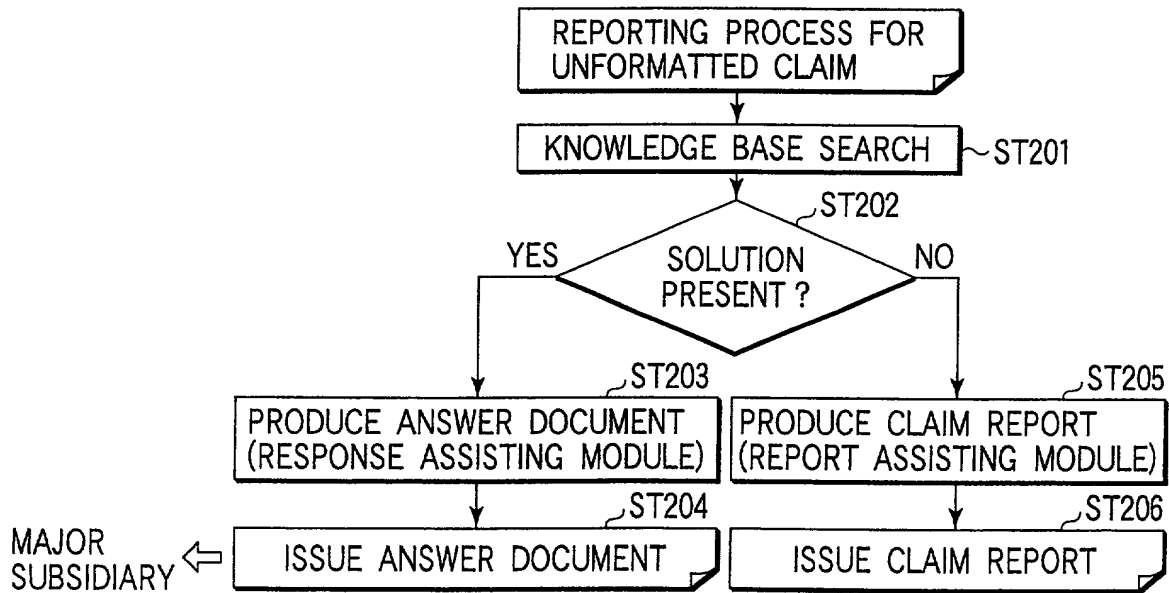 REPORTING PROCESS FOR
UNFORMATTED CLAIM
KNOWLEDGE BASE SEARCH
ST201
ST202
YES
SOLUTION
PRESENT ?
NO
ST203
PRODUCE ANSWER DOCUMENT
(RESPONSE ASSISTING MODULE)
ST205
PRODUCE CLAIM REPORT
(REPORT ASSISTING MODULE)
ST204
ISSUE ANSWER DOCUMENT
MAJOR
SUBSIDIARY
ST206
ISSUE CLAIM REPORT